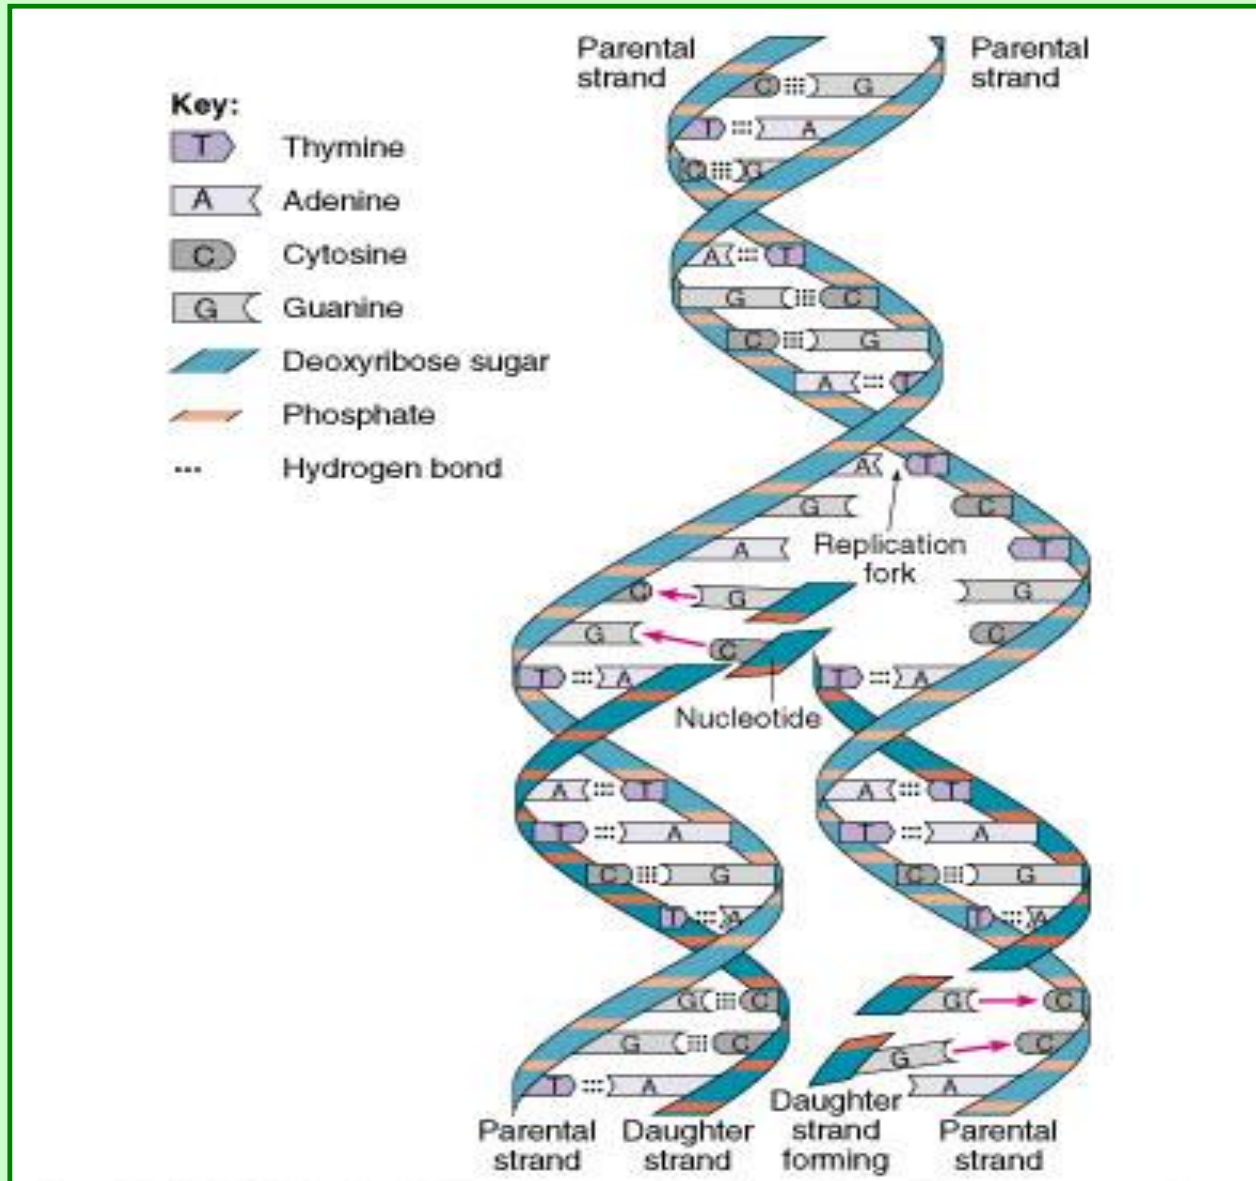 Parental
strand
Parental
strand
Key:
T Thymine
A Adenine
C Cytosine
G Guanine
Deoxyribose sugar
Phosphate
Hydrogen bond
C G
T A
C G
A T
G C
C G
A T
A T
G C
A T
Replication
fork
C G G
G C C
T A T A
Nucleotide
A T A T
T A T A
C G C G
T A T A
G C G C
G C G C
T A A
Parental
strand
Daughter
strand
Daughter
strand
forming
Parental
strand